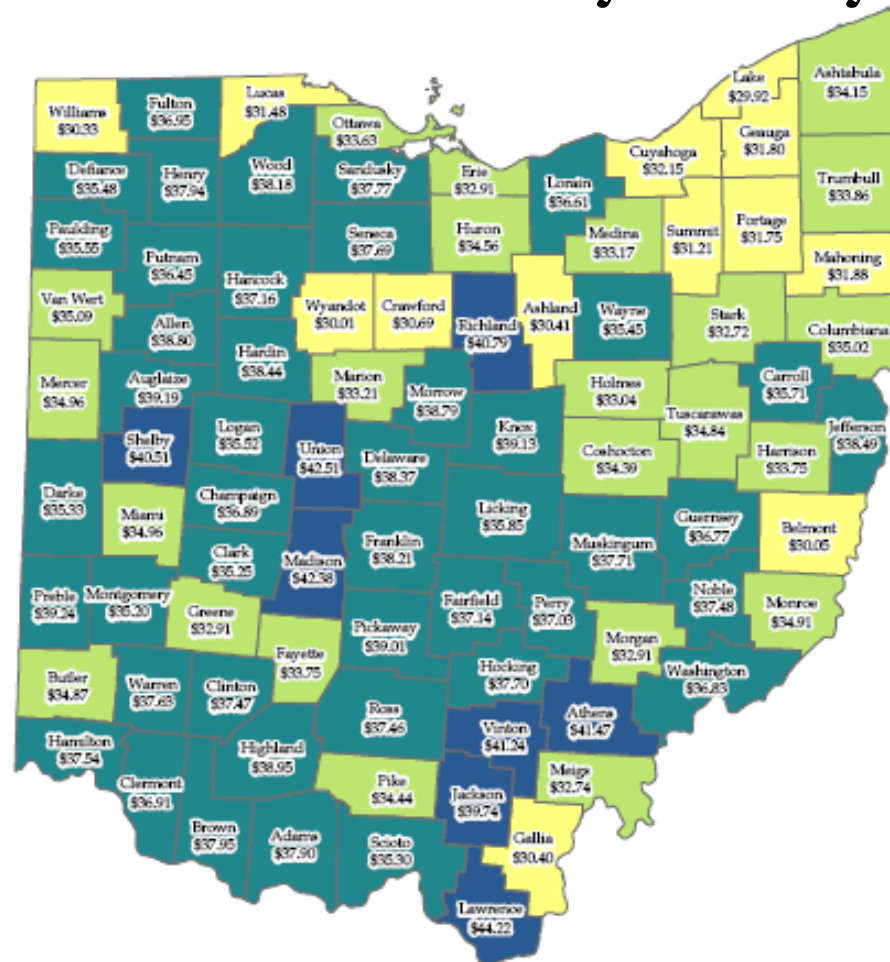 Williams
$30.33
Fulton
$36.95
Lucas
$31.48
Ottawa
$33.63
Lake
$29.92
Ashtabula
$34.15
Geauga
$31.80
Cuyahoga
$32.15
Defiance
$35.48
Henry
$37.94
Wood
$38.18
Sandusky
$37.77
Erie
$32.91
Lorain
$36.61
Trumbull
$33.86
Paulding
$35.55
Seneca
$37.69
Huron
$34.56
Medina
$33.17
Summit
$31.21
Portage
$31.75
Mahoning
$31.88
Putnam
$36.45
Hancock
$37.16
Van Wert
$35.09
Wyandot
$30.01
Crawford
$30.69
Richland
$40.79
Ashland
$30.41
Wayne
$35.45
Stark
$32.72
Columbiana
$35.02
Allen
$38.80
Hardin
$38.44
Mercer
$34.96
Auglaize
$39.19
Marion
$33.21
Morrow
$38.79
Holmes
$33.04
Carroll
$35.71
Tuscarawas
$34.84
Jefferson
$38.49
Shelby
$40.51
Logan
$35.52
Union
$42.51
Delaware
$38.37
Knox
$39.13
Coshocton
$34.39
Harrison
$33.75
Darke
$35.33
Miami
$34.96
Champaign
$36.89
Licking
$35.85
Guernsey
$36.77
Belmont
$30.05
Clark
$35.25
Madison
$42.38
Franklin
$38.21
Muskingum
$37.71
Preble
$39.24
Montgomery
$35.20
Greene
$32.91
Fairfield
$37.14
Perry
$37.03
Noble
$37.48
Monroe
$34.91
Pickaway
$39.01
Morgan
$32.91
Fayette
$33.75
Butler
$34.87
Warren
$37.63
Clinton
$37.47
Hocking
$37.70
Washington
$36.83
Ross
$37.46
Athens
$41.47
Vinton
$41.24
Hamilton
$37.54
Highland
$38.95
Clermont
$36.91
Pike
$34.44
Jackson
$39.74
Meigs
$32.74
Brown
$37.95
Adams
$37.90
Scioto
$35.30
Gallia
$30.40
Lawrence
$44.22